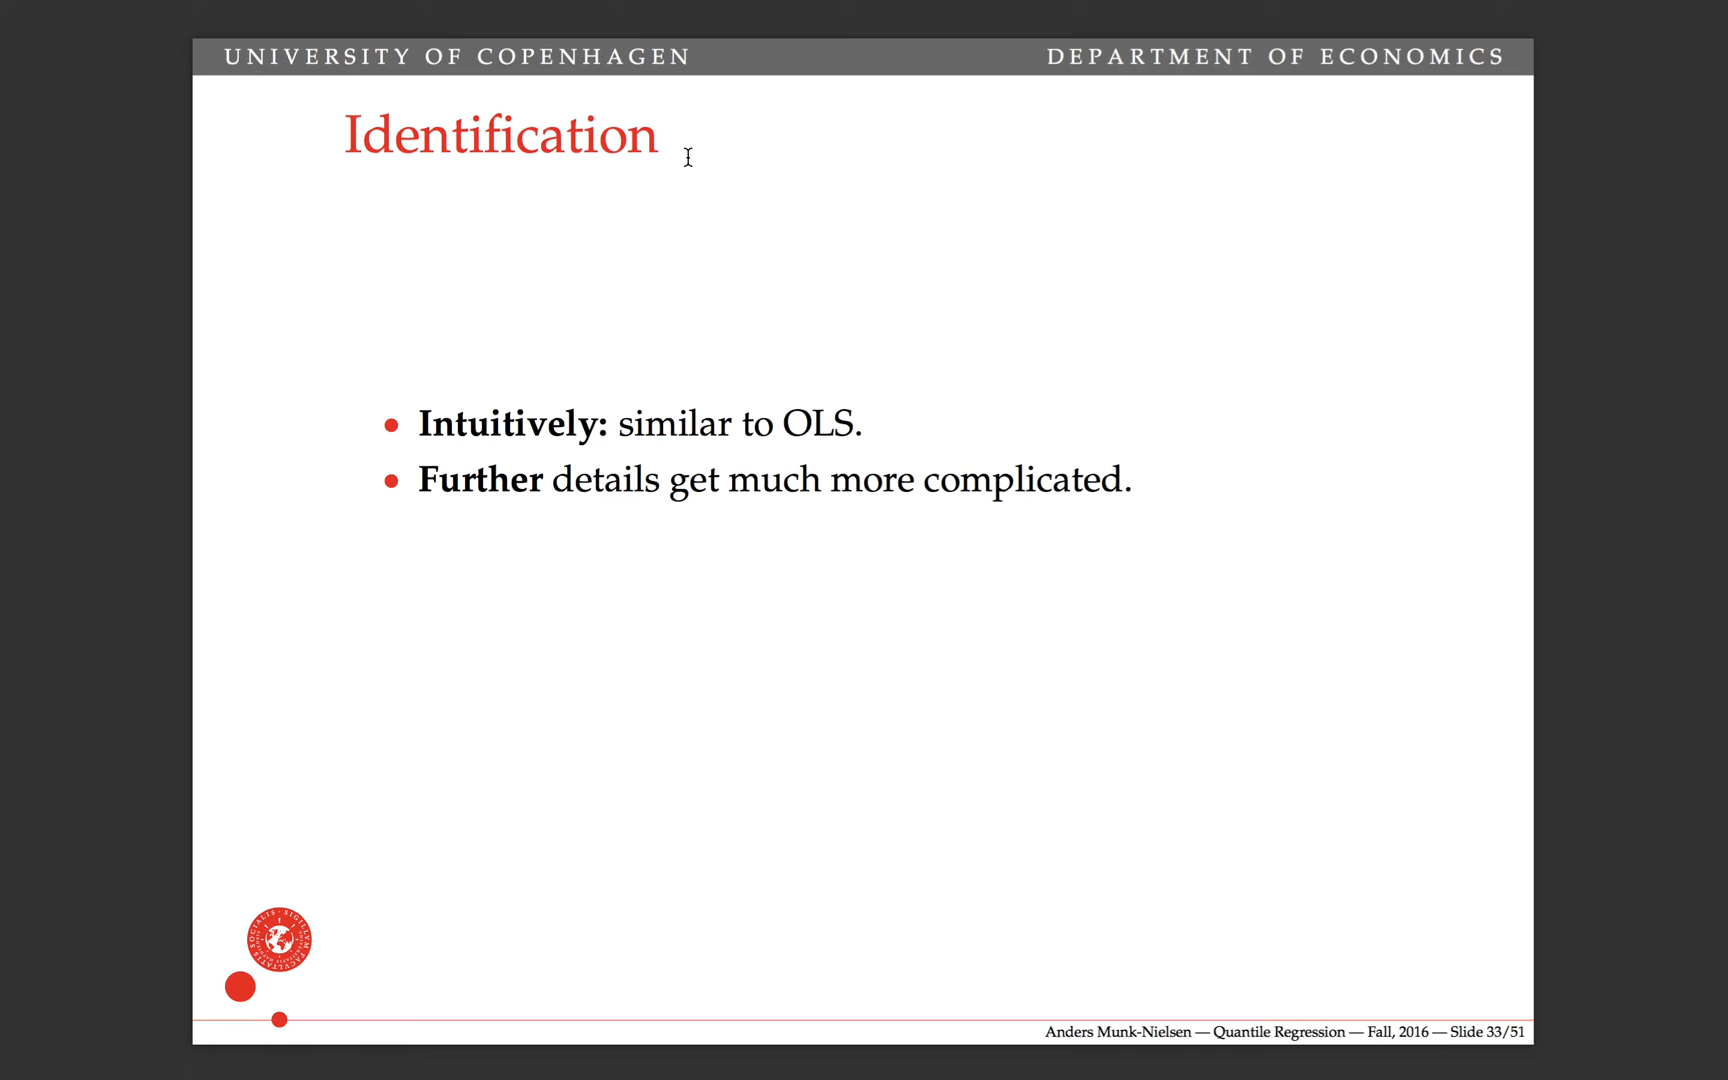 UNIVERSITY OF COPENHAGEN
DEPARTMENT OF ECONOMICS
Identification
Intuitively: similar to OLS.
Further details get much more complicated.
Anders Munk-Nielsen — Quantile Regression — Fall, 2016 — Slide 33/51